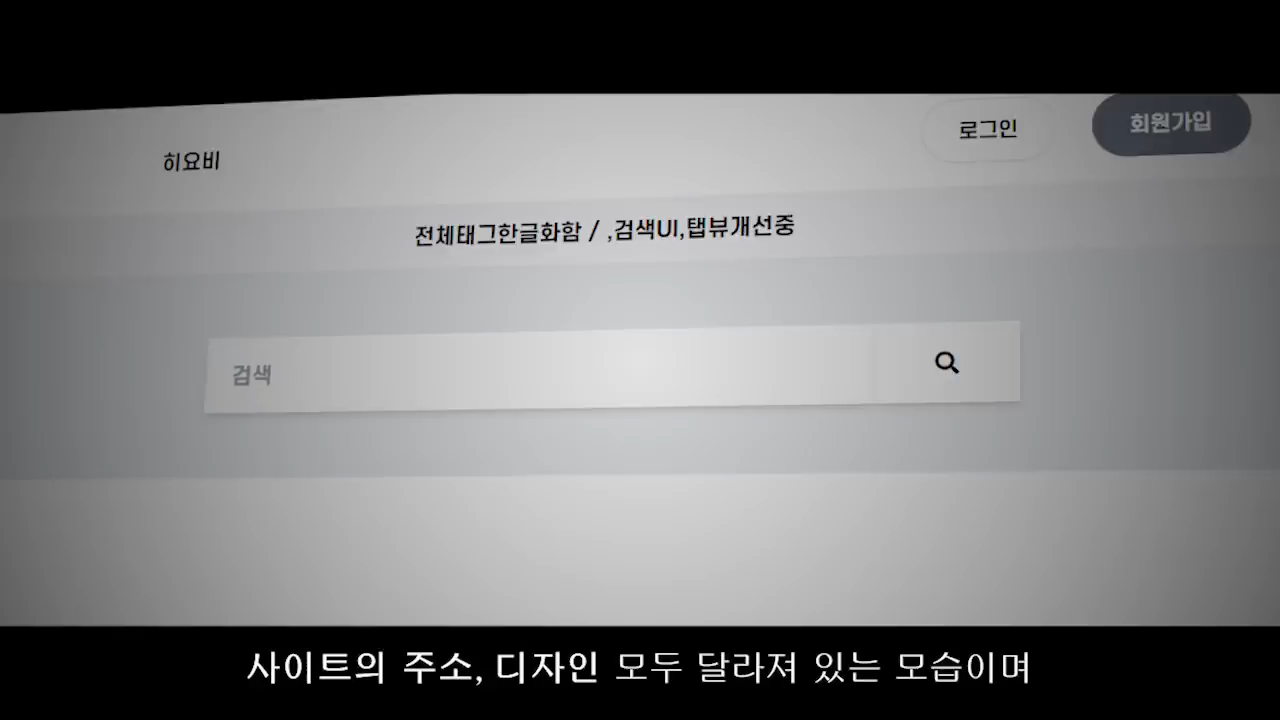 로그인
회원가입
히요비
전체태그한글화함 / ,검색UI,탭뷰개선중
검색
사이트의 주소, 디자인 모두 달라져 있는 모습이며